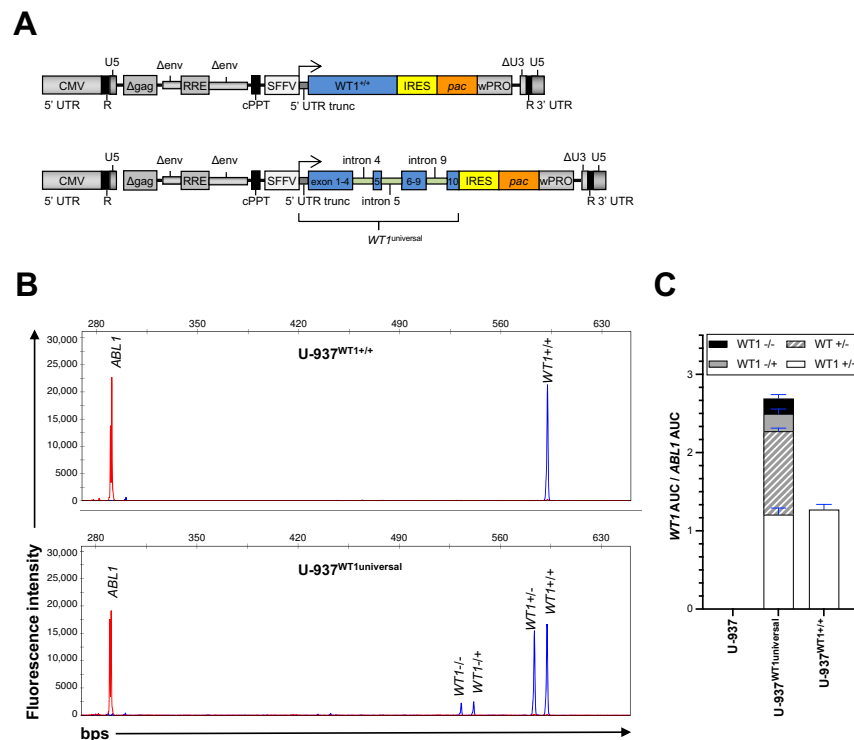 A
U5 Δenv Δenv ΔU3 U5
CMV Δgag RRE SFFV WT1+/+ IRES pac wPRO
5' UTR R cPPT 5' UTR trunc R 3' UTR
intron 4 intron 9
U5 Δenv Δenv ΔU3 U5
CMV Δgag RRE SFFV exon 1-4 5 6-9 10 IRES pac wPRO
5' UTR R cPPT 5' UTR trunc intron 5 R 3' UTR
WT1universal
B
280 350 420 490 560 630
30,000
25,000
20,000
15,000
10,000
5000
0
ABL1
U-937WT1+/+
WT1+/+
280 350 420 490 560 630
30,000
25,000
20,000
15,000
10,000
5000
0
ABL1
U-937WT1universal
WT1-/-
WT1-/+
WT1+/-
WT1+/+
Fluorescence intensity
bps
C
WT1 -/- WT +/-
WT1 -/+ WT1 +/-
3
2
1
0
WT1 AUC / ABL1 AUC
U-937
U-937WT1universal
U-937WT1+/+